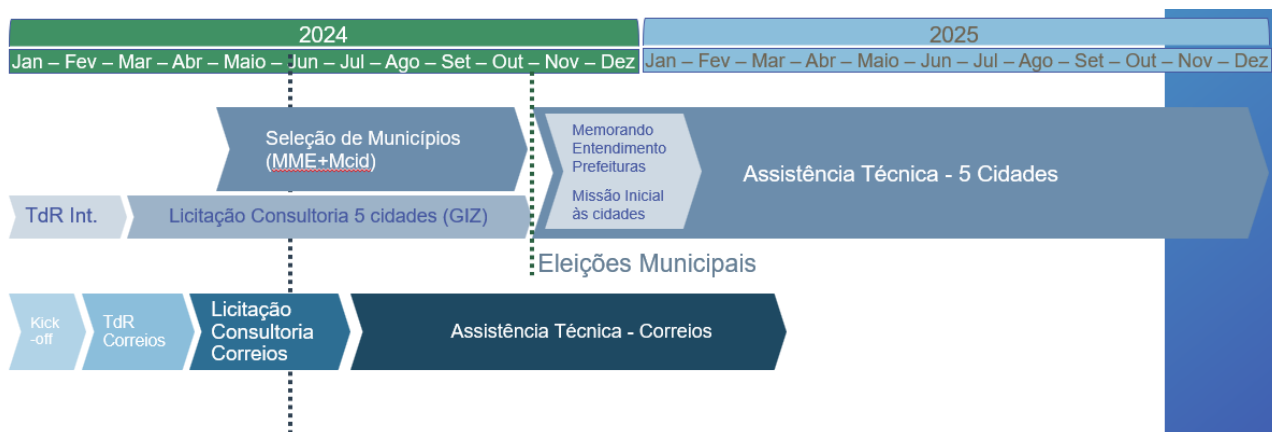 2024
2025
Jan – Fev – Mar – Abr – Maio – Jun – Jul – Ago – Set – Out – Nov – Dez
Jan – Fev – Mar – Abr – Maio – Jun – Jul – Ago – Set – Out – Nov – Dez
Seleção de Municípios
(MME+Mcid)
Memorando
Entendimento
Prefeituras
Missão Inicial
às cidades
Assistência Técnica - 5 Cidades
TdR Int.
Licitação Consultoria 5 cidades (GIZ)
Eleições Municipais
Kick
-off
TdR
Correios
Licitação
Consultoria
Correios
Assistência Técnica - Correios